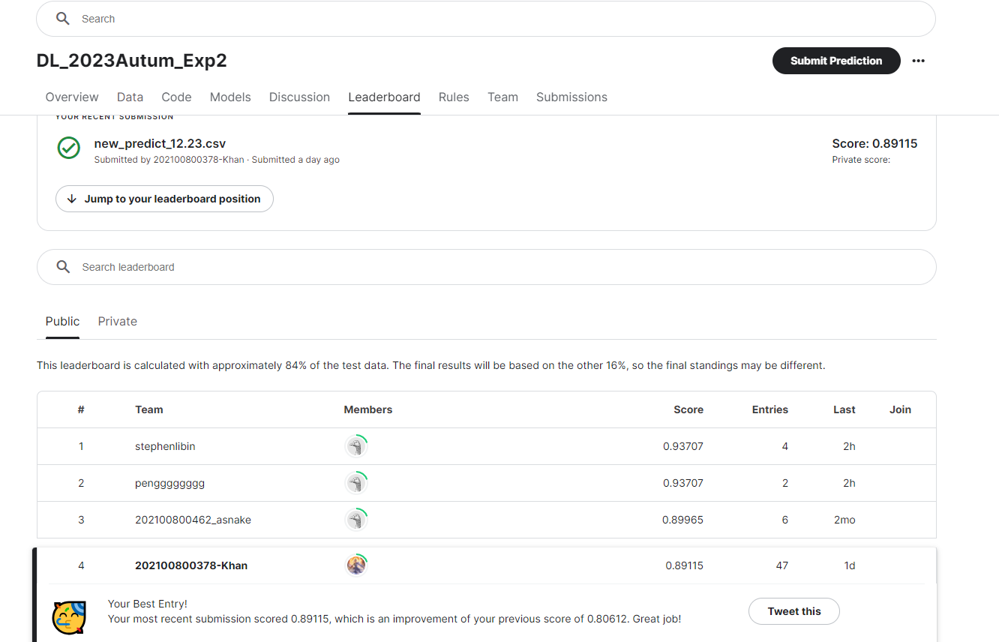 Search
DL_2023Autum_Exp2
Submit Prediction
Overview Data Code Models Discussion Leaderboard Rules Team Submissions
YOUR RECENT SUBMISSION
new_predict_12.23.csv
Score: 0.89115
Submitted by 202100800378-Khan · Submitted a day ago
Private score:
Jump to your leaderboard position
Search leaderboard
Public Private
This leaderboard is calculated with approximately 84% of the test data. The final results will be based on the other 16%, so the final standings may be different.
# Team Members Score Entries Last Join
1 stephenlibin 0.93707 4 2h
2 pengggggggg 0.93707 2 2h
3 202100800462_asnake 0.89965 6 2mo
4 202100800378-Khan 0.89115 47 1d
Your Best Entry!
Your most recent submission scored 0.89115, which is an improvement of your previous score of 0.80612. Great job!
Tweet this